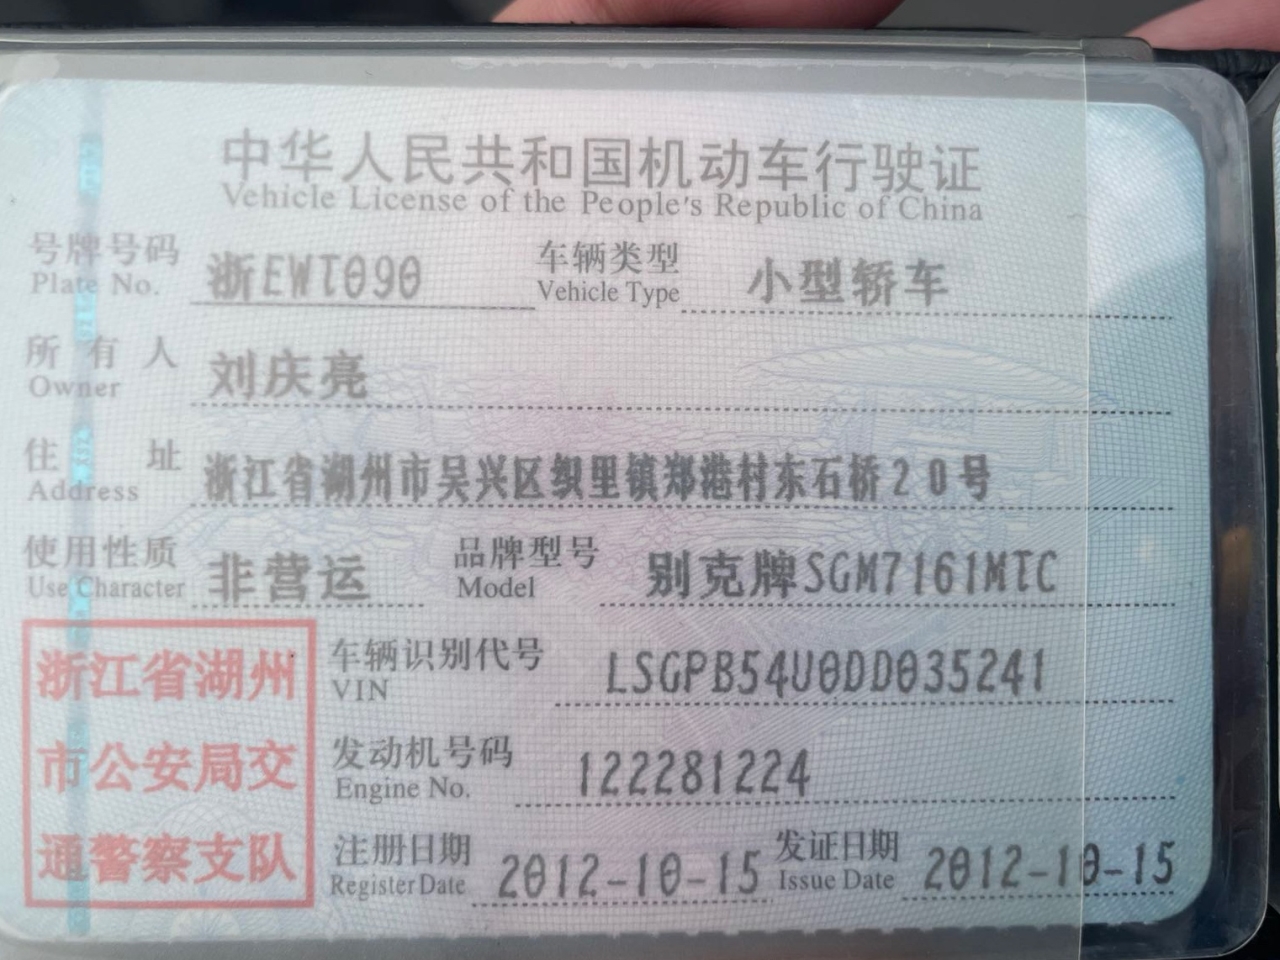 中华人民共和国机动车行驶证
Vehicle License of the People's Republic of China
号牌号码 浙EWT090 车辆类型 小型轿车
Plate No. Vehicle Type
所有人 刘庆亮
Owner
住址 浙江省湖州市吴兴区织里镇郑港村东石桥20号
Address
使用性质 非营运 品牌型号 别克牌SGM7161MTC
Use Character Model
浙江省湖州
市公安局交
通警察支队
车辆识别代号 LSGPB54U0DD035241
VIN
发动机号码 122281224
Engine No.
注册日期 2012-10-15 发证日期 2012-10-15
Register Date Issue Date